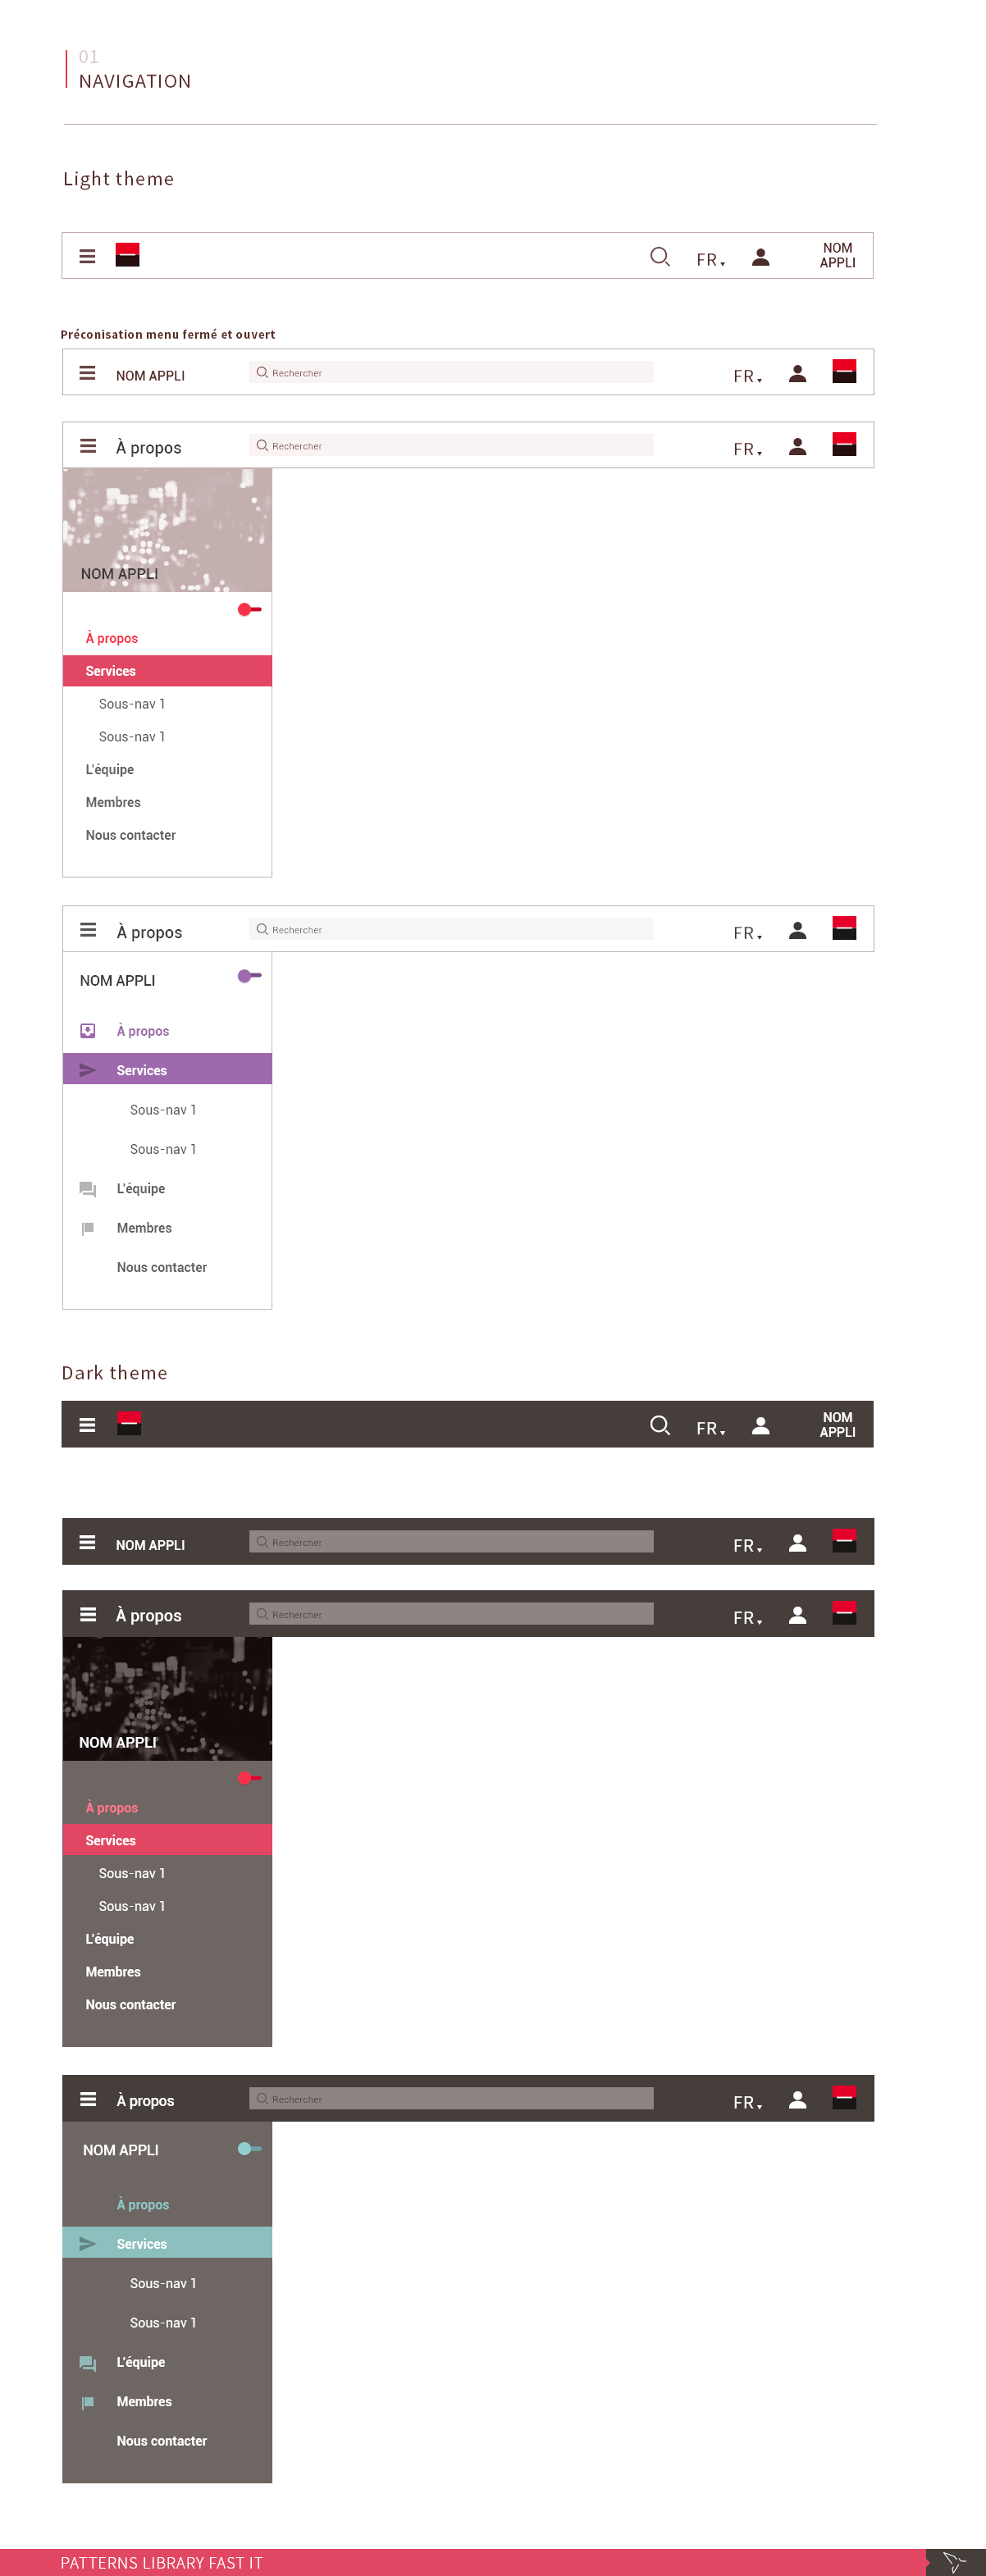 01
NAVIGATION
Light theme
FR
NOM
APPLI
Préconisation menu fermé et ouvert
NOM APPLI
Rechercher
FR
À propos
Rechercher
FR
NOM APPLI
À propos
Services
Sous-nav 1
Sous-nav 1
L'équipe
Membres
Nous contacter
À propos
Rechercher
FR
NOM APPLI
À propos
Services
Sous-nav 1
Sous-nav 1
L'équipe
Membres
Nous contacter
Dark theme
FR
NOM
APPLI
NOM APPLI
Rechercher
FR
À propos
Rechercher
FR
NOM APPLI
À propos
Services
Sous-nav 1
Sous-nav 1
L'équipe
Membres
Nous contacter
À propos
Rechercher
FR
NOM APPLI
À propos
Services
Sous-nav 1
Sous-nav 1
L'équipe
Membres
Nous contacter
PATTERNS LIBRARY FAST IT